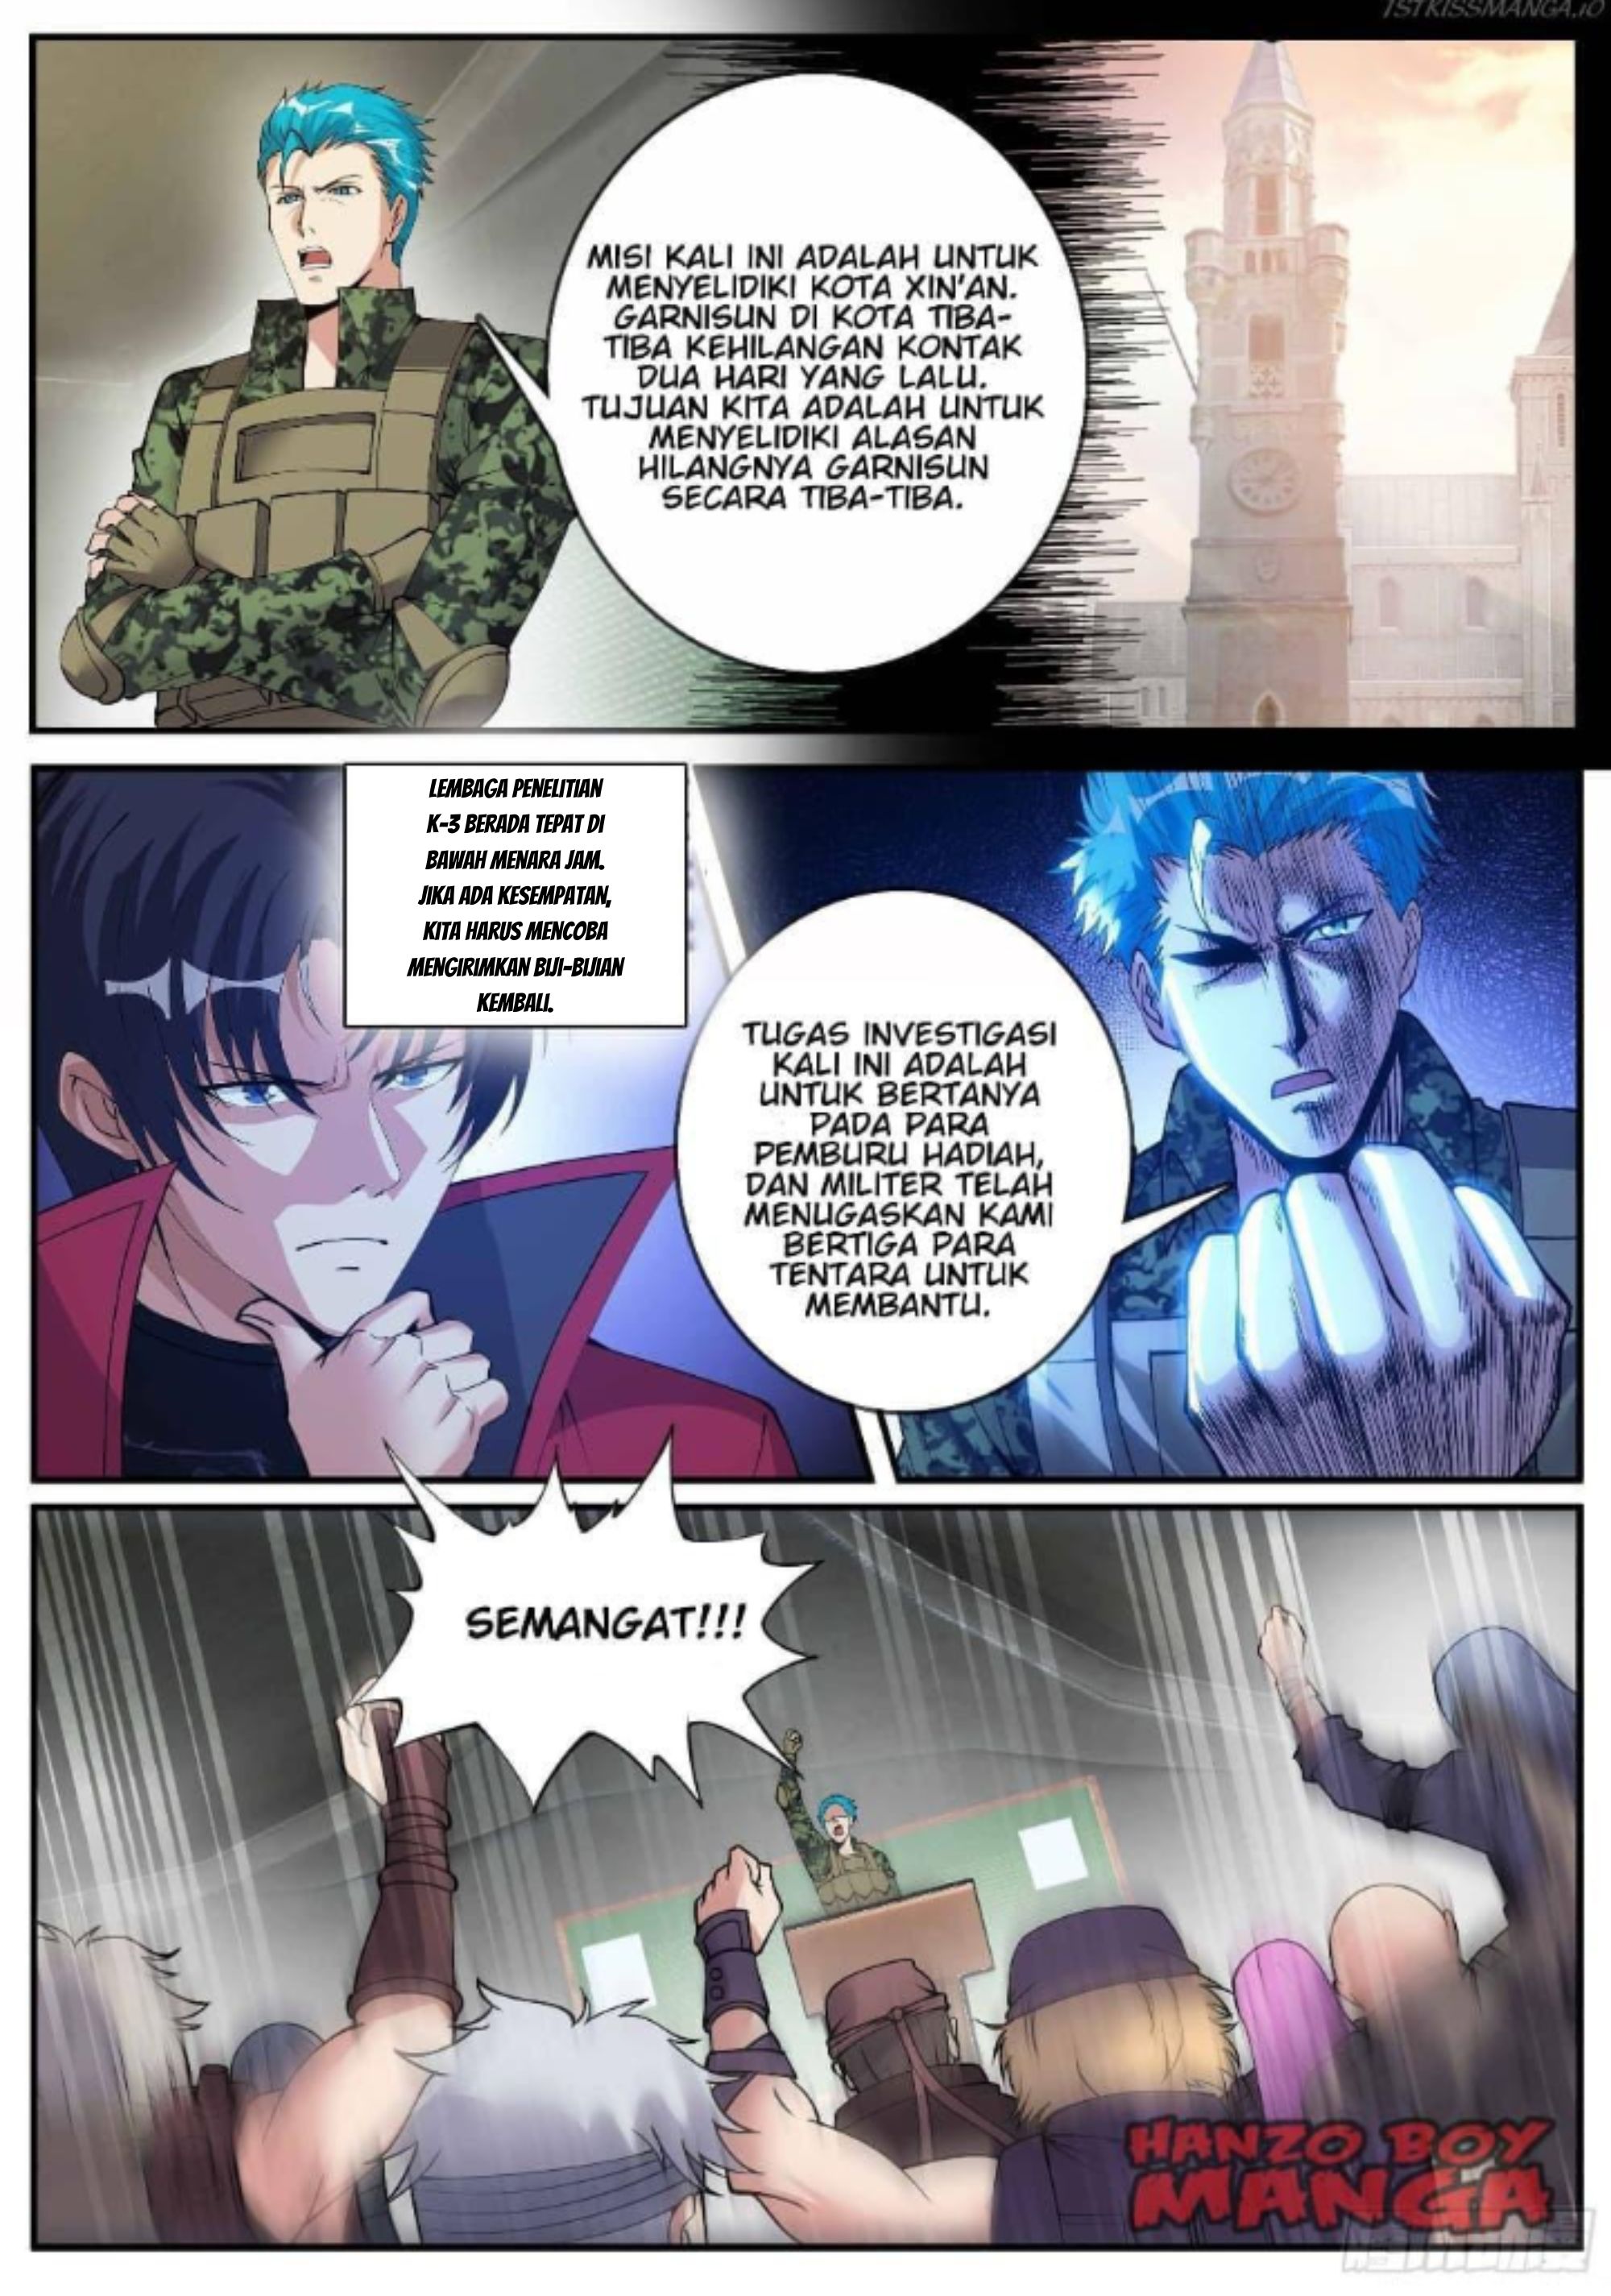 1STKISSMANGA.IO
MISI KALI INI ADALAH UNTUK
MENYELIDIKI KOTA XIN'AN.
GARNISUN DI KOTA TIBA-
TIBA KEHILANGAN KONTAK
DUA HARI YANG LALU.
TUJUAN KITA ADALAH UNTUK
MENYELIDIKI ALASAN
HILANGNYA GARNISUN
SECARA TIBA-TIBA.
LEMBAGA PENELITIAN
K-3 BERADA TEPAT DI
BAWAH MENARA JAM.
JIKA ADA KESEMPATAN,
KITA HARUS MENCOBA
MENGIRIMKAN BIJI-BIJIAN
KEMBALI.
TUGAS INVESTIGASI
KALI INI ADALAH
UNTUK BERTANYA
PADA PARA
PEMBURU HADIAH,
DAN MILITER TELAH
MENUGASKAN KAMI
BERTIGA PARA
TENTARA UNTUK
MEMBANTU.
SEMANGAT!!!
HANZO BOY
MANGA